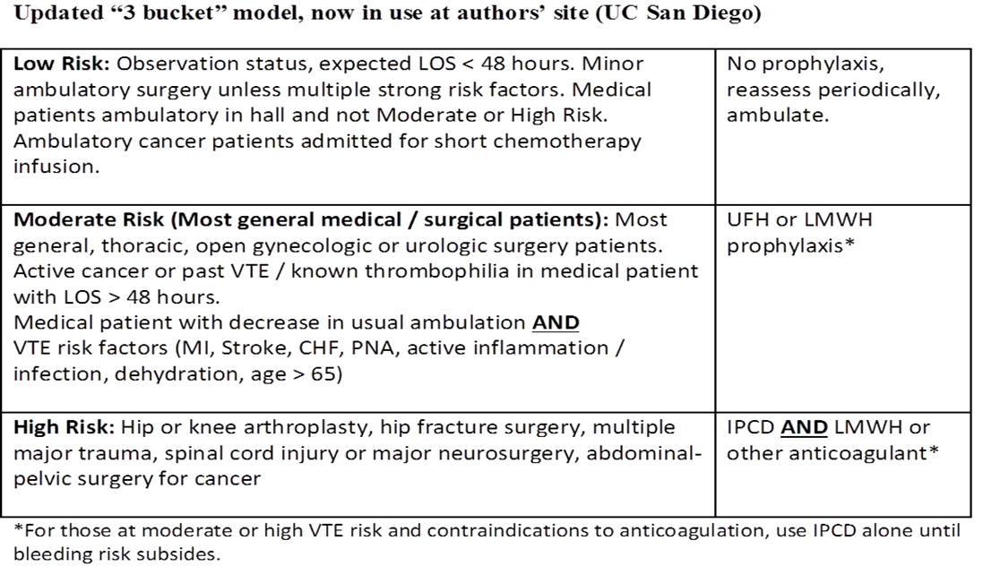 Updated “3 bucket” model, now in use at authors’ site (UC San Diego)
Low Risk: Observation status, expected LOS < 48 hours. Minor
ambulatory surgery unless multiple strong risk factors. Medical
patients ambulatory in hall and not Moderate or High Risk.
Ambulatory cancer patients admitted for short chemotherapy
infusion.
No prophylaxis,
reassess periodically,
ambulate.
Moderate Risk (Most general medical / surgical patients): Most
general, thoracic, open gynecologic or urologic surgery patients.
Active cancer or past VTE / known thrombophilia in medical patient
with LOS > 48 hours.
Medical patient with decrease in usual ambulation AND
VTE risk factors (MI, Stroke, CHF, PNA, active inflammation /
infection, dehydration, age > 65)
UFH or LMWH
prophylaxis*
High Risk: Hip or knee arthroplasty, hip fracture surgery, multiple
major trauma, spinal cord injury or major neurosurgery, abdominal-
pelvic surgery for cancer
IPCD AND LMWH or
other anticoagulant*
*For those at moderate or high VTE risk and contraindications to anticoagulation, use IPCD alone until
bleeding risk subsides.